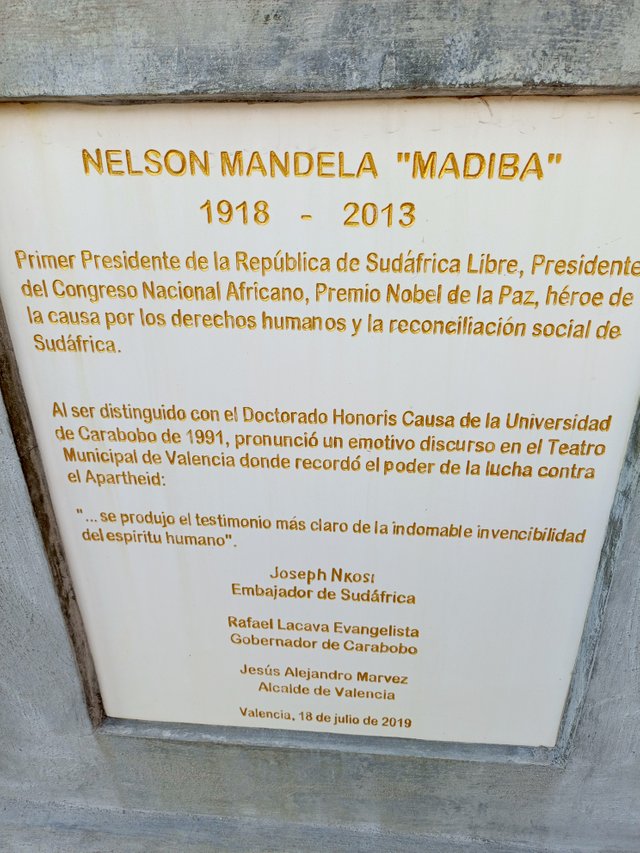 NELSON MANDELA "MADIBA"
1918 - 2013
Primer Presidente de la República de Sudáfrica Libre, Presidente
del Congreso Nacional Africano, Premio Nobel de la Paz, héroe de
la causa por los derechos humanos y la reconciliación social de
Sudáfrica.
Al ser distinguido con el Doctorado Honoris Causa de la Universidad
de Carabobo de 1991, pronunció un emotivo discurso en el Teatro
Municipal de Valencia donde recordó el poder de la lucha contra
el Apartheid:
"... se produjo el testimonio más claro de la indomable invencibilidad
del espiritu humano".
Joseph Nkosi
Embajador de Sudáfrica
Rafael Lacava Evangelista
Gobernador de Carabobo
Jesús Alejandro Marvez
Alcalde de Valencia
Valencia, 18 de julio de 2019